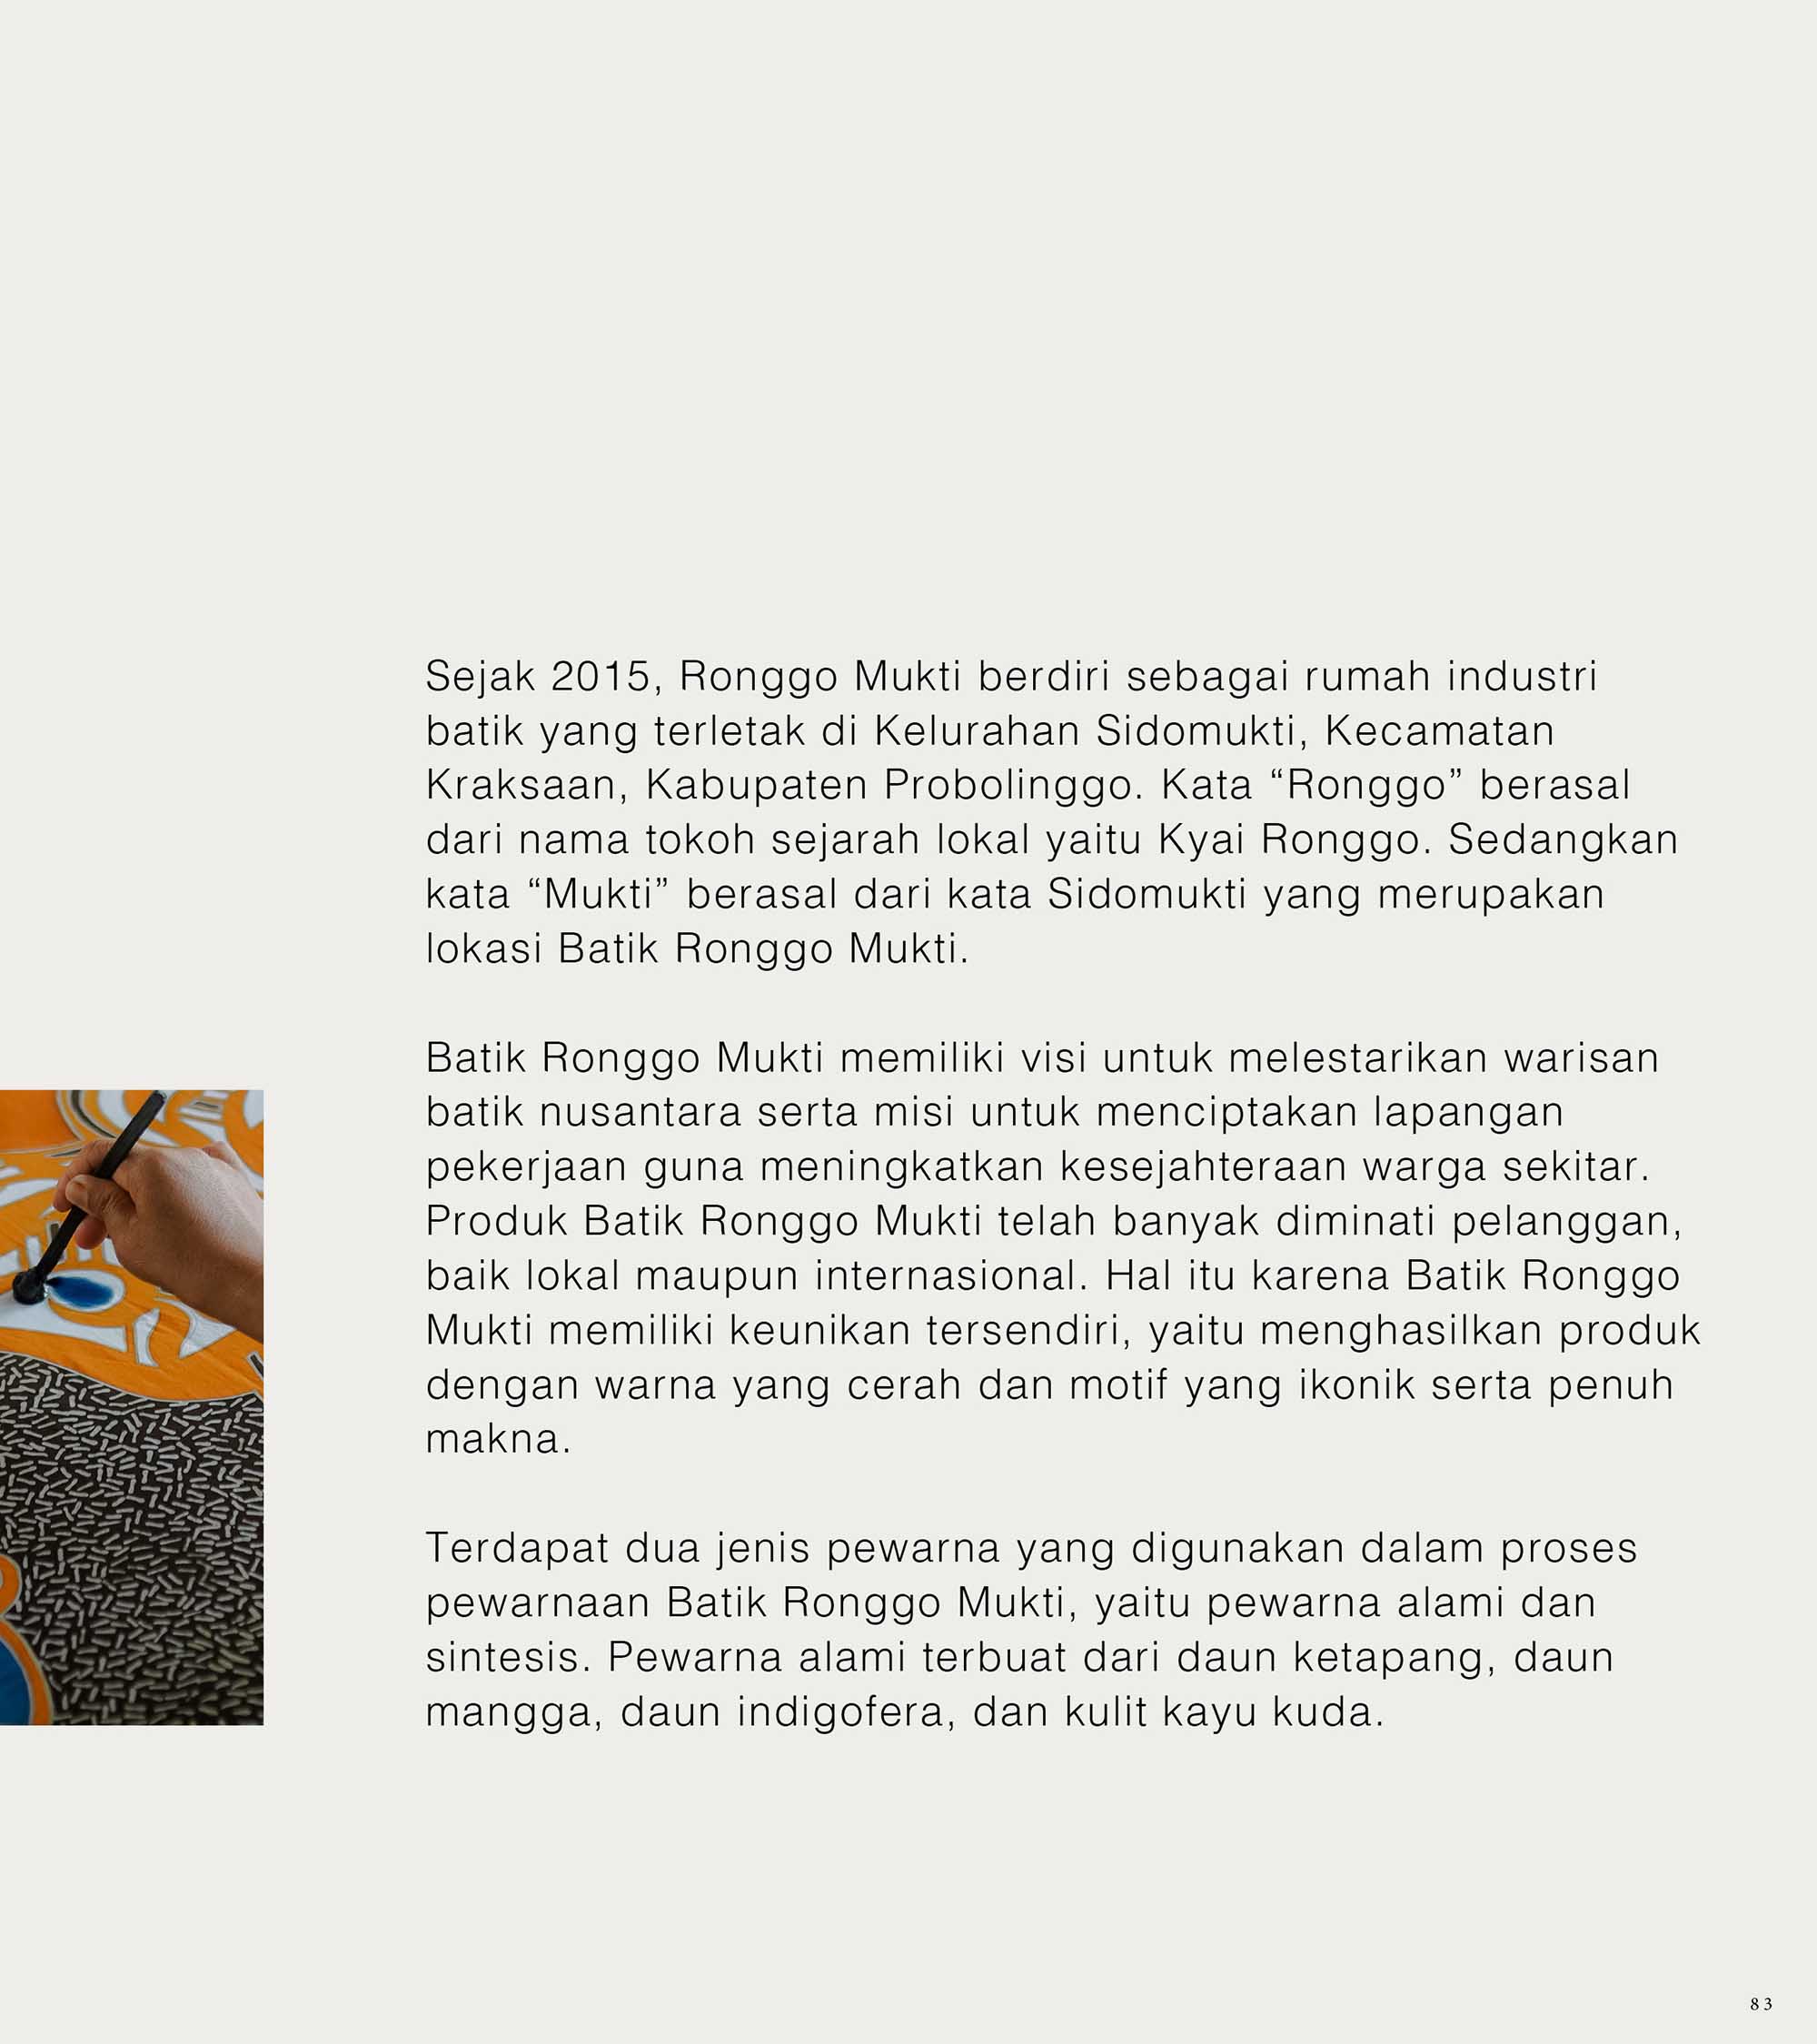 Sejak 2015, Ronggo Mukti berdiri sebagai rumah industri
batik yang terletak di Kelurahan Sidomukti, Kecamatan
Kraksaan, Kabupaten Probolinggo. Kata “Ronggo” berasal
dari nama tokoh sejarah lokal yaitu Kyai Ronggo. Sedangkan
kata “Mukti” berasal dari kata Sidomukti yang merupakan
lokasi Batik Ronggo Mukti.
Batik Ronggo Mukti memiliki visi untuk melestarikan warisan
batik nusantara serta misi untuk menciptakan lapangan
pekerjaan guna meningkatkan kesejahteraan warga sekitar.
Produk Batik Ronggo Mukti telah banyak diminati pelanggan,
baik lokal maupun internasional. Hal itu karena Batik Ronggo
Mukti memiliki keunikan tersendiri, yaitu menghasilkan produk
dengan warna yang cerah dan motif yang ikonik serta penuh
makna.
Terdapat dua jenis pewarna yang digunakan dalam proses
pewarnaan Batik Ronggo Mukti, yaitu pewarna alami dan
sintesis. Pewarna alami terbuat dari daun ketapang, daun
mangga, daun indigofera, dan kulit kayu kuda.
83